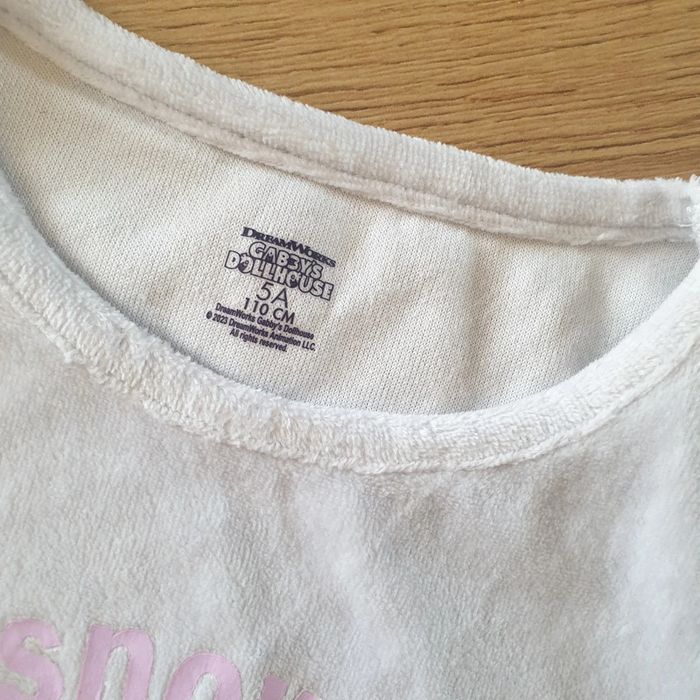 DREAMWORKS
GABBY'S
DOLLHOUSE
5A
110 CM
DreamWorks Gabby's Dollhouse
© 2023 DreamWorks Animation LLC.
All rights reserved.